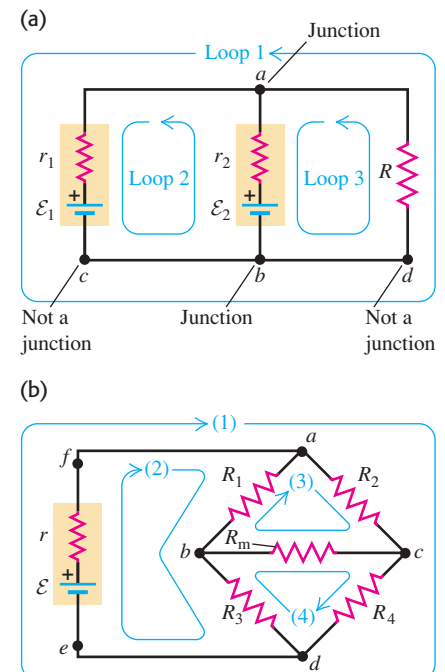 (a)
Loop 1
Junction
a
r₁
Loop 2
r₂
Loop 3
R
+
ℰ₁
+
ℰ₂
c
b
d
Not a
junction
Junction
Not a
junction
(b)
(1)
a
f
(2)
R₁
(3)
R₂
r
Rₘ
b
c
+
ℰ
R₃
(4)
R₄
e
d